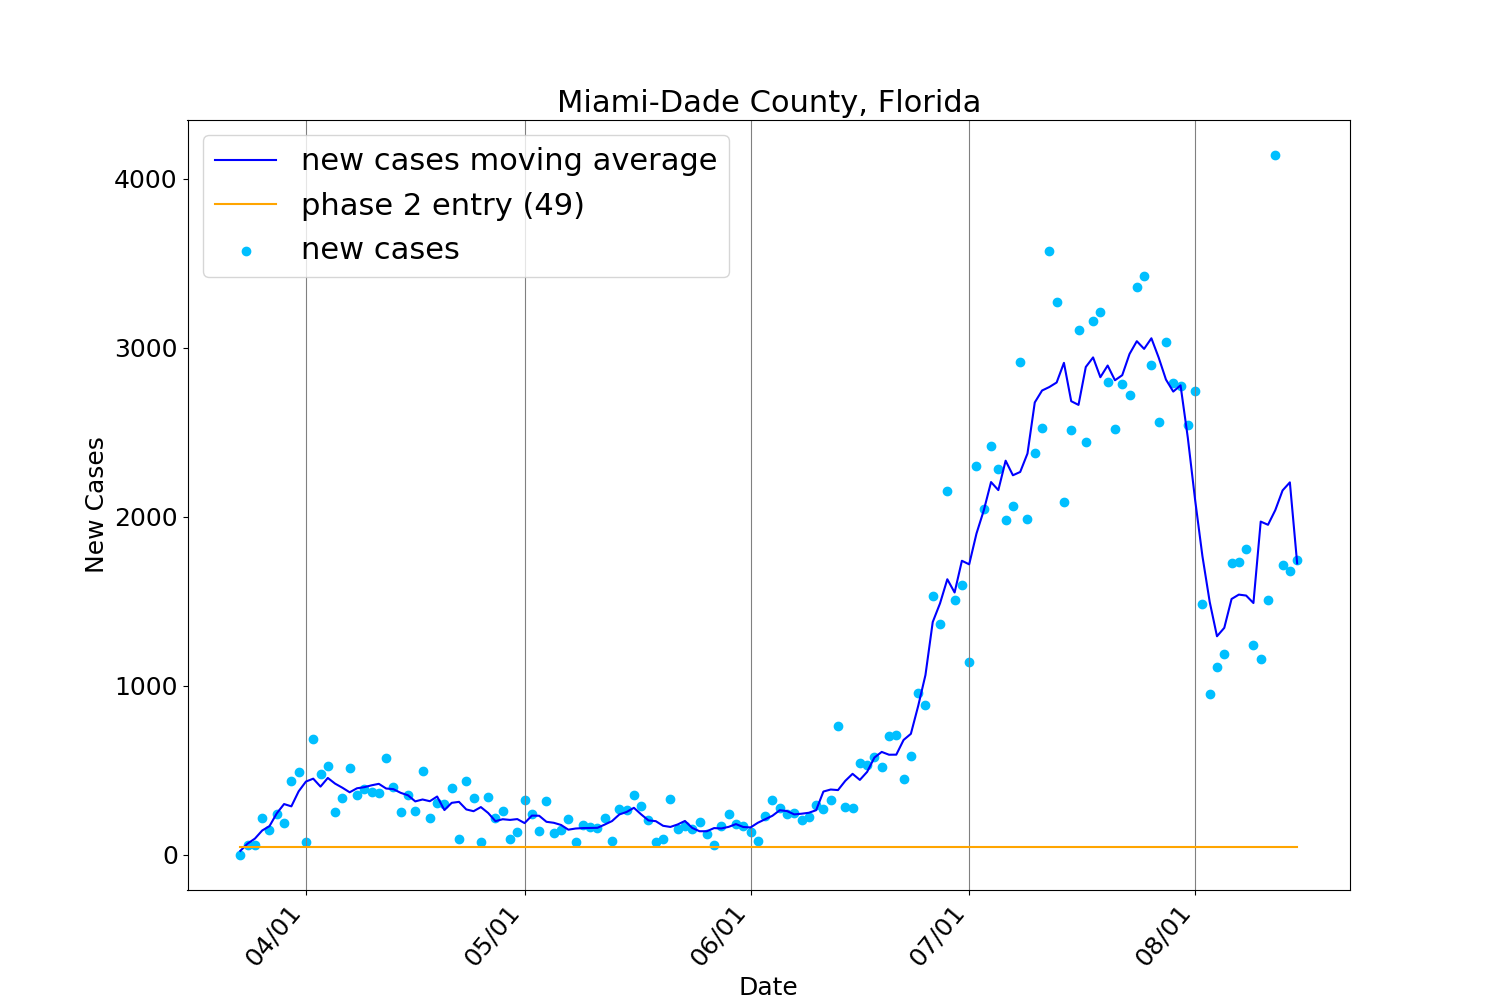 Miami-Dade County, Florida
new cases moving average
phase 2 entry (49)
new cases
4000
3000
2000
1000
0
New Cases
04/01
05/01
06/01
07/01
08/01
Date